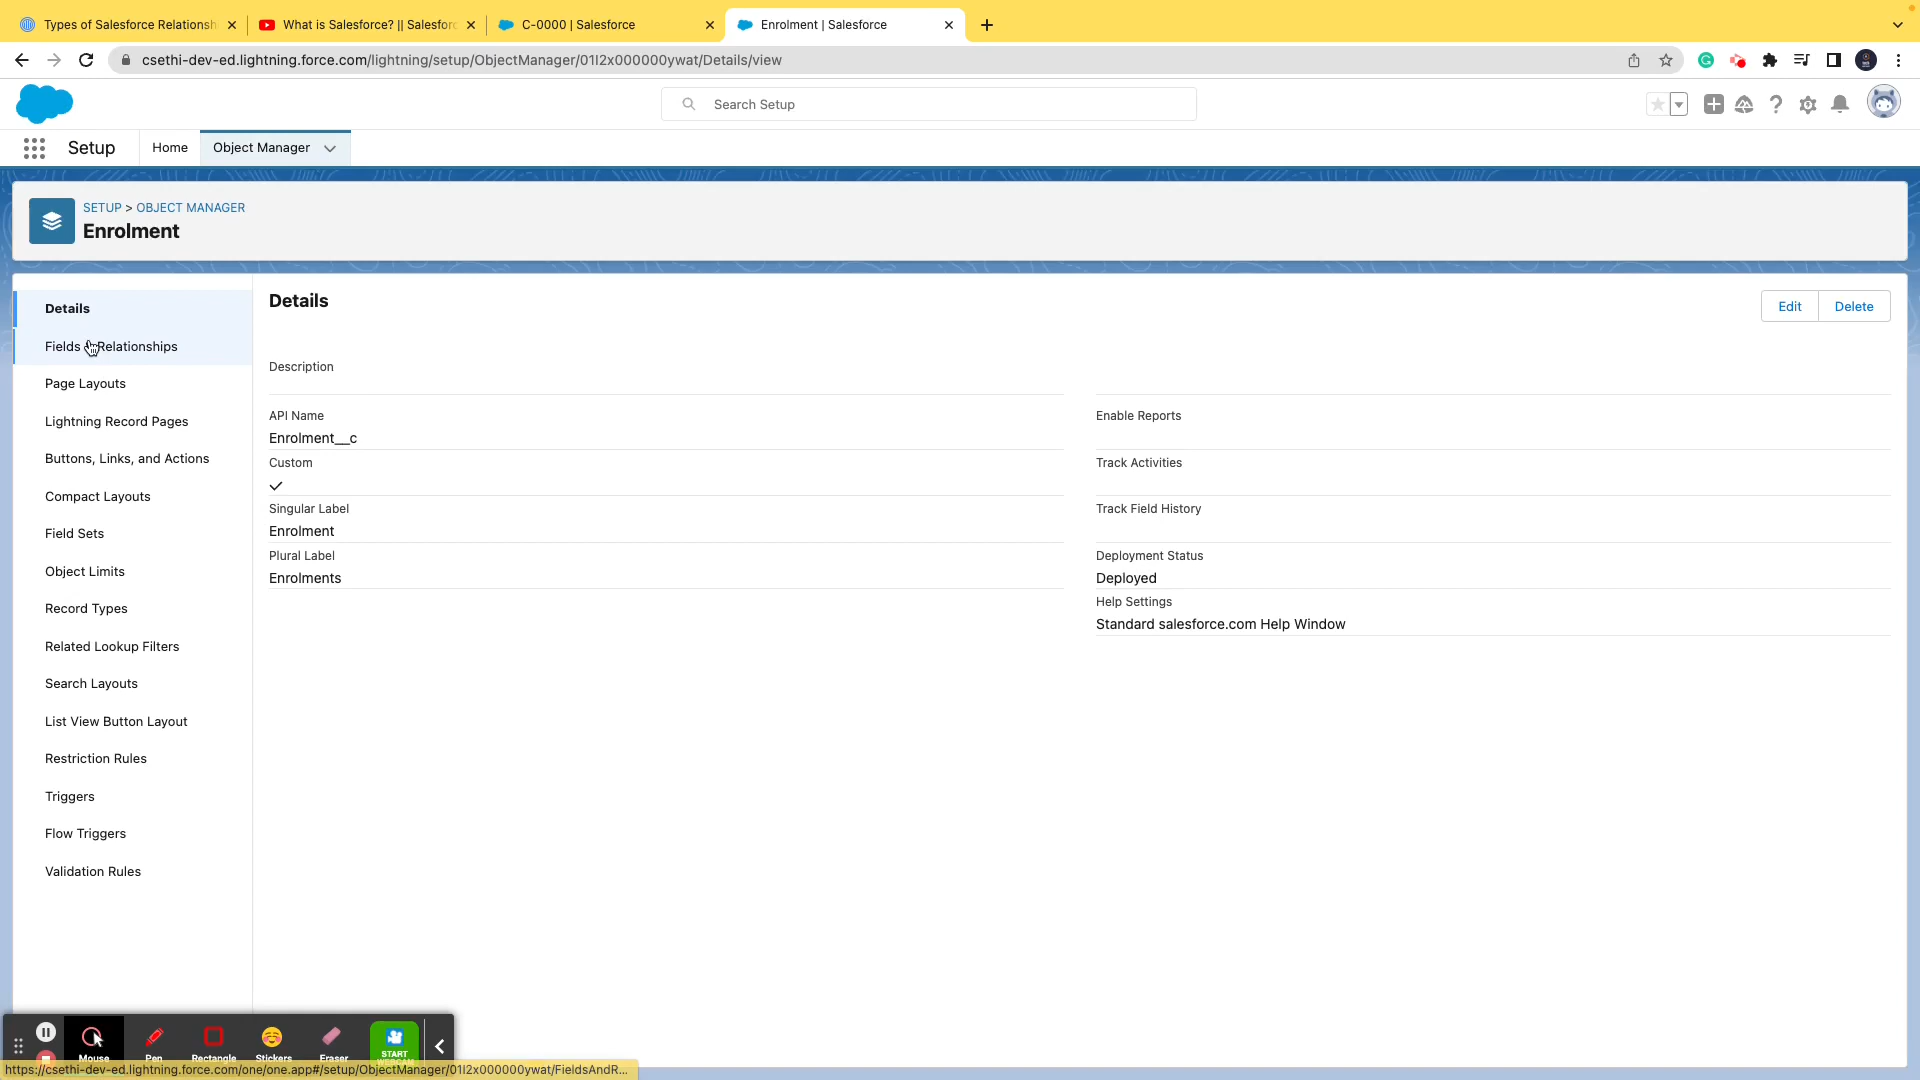 Types of Salesforce Relationsh
What is Salesforce? || Salesforc
C-0000 | Salesforce
Enrolment | Salesforce
csethi-dev-ed.lightning.force.com/lightning/setup/ObjectManager/01I2x000000ywat/Details/view
Search Setup
Setup
Home
Object Manager
SETUP > OBJECT MANAGER
Enrolment
Details
Fields Relationships
Page Layouts
Lightning Record Pages
Buttons, Links, and Actions
Compact Layouts
Field Sets
Object Limits
Record Types
Related Lookup Filters
Search Layouts
List View Button Layout
Restriction Rules
Triggers
Flow Triggers
Validation Rules
Details
Edit
Delete
Description
API Name
Enrolment__c
Custom
Singular Label
Enrolment
Plural Label
Enrolments
Enable Reports
Track Activities
Track Field History
Deployment Status
Deployed
Help Settings
Standard salesforce.com Help Window
Mouse
Pen
Rectangle
Stickers
Eraser
START
https://csethi-dev-ed.lightning.force.com/one/one.app#/setup/ObjectManager/01I2x000000ywat/FieldsAndR...